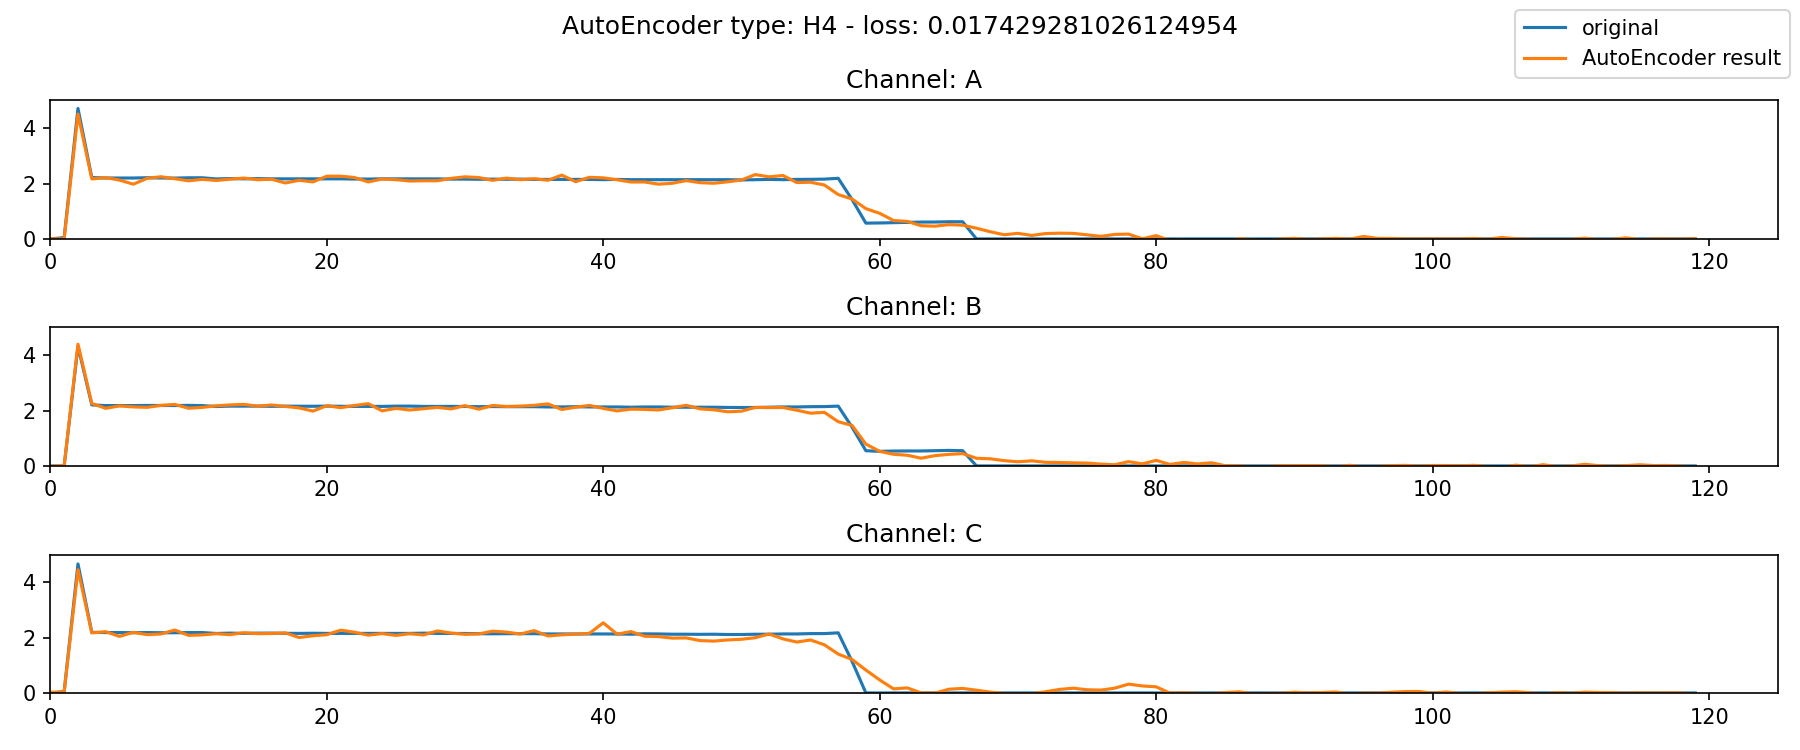 AutoEncoder type: H4 - loss: 0.017429281026124954
original
AutoEncoder result
Channel: A
4
2
0
0 20 40 60 80 100 120
Channel: B
4
2
0
0 20 40 60 80 100 120
Channel: C
4
2
0
0 20 40 60 80 100 120